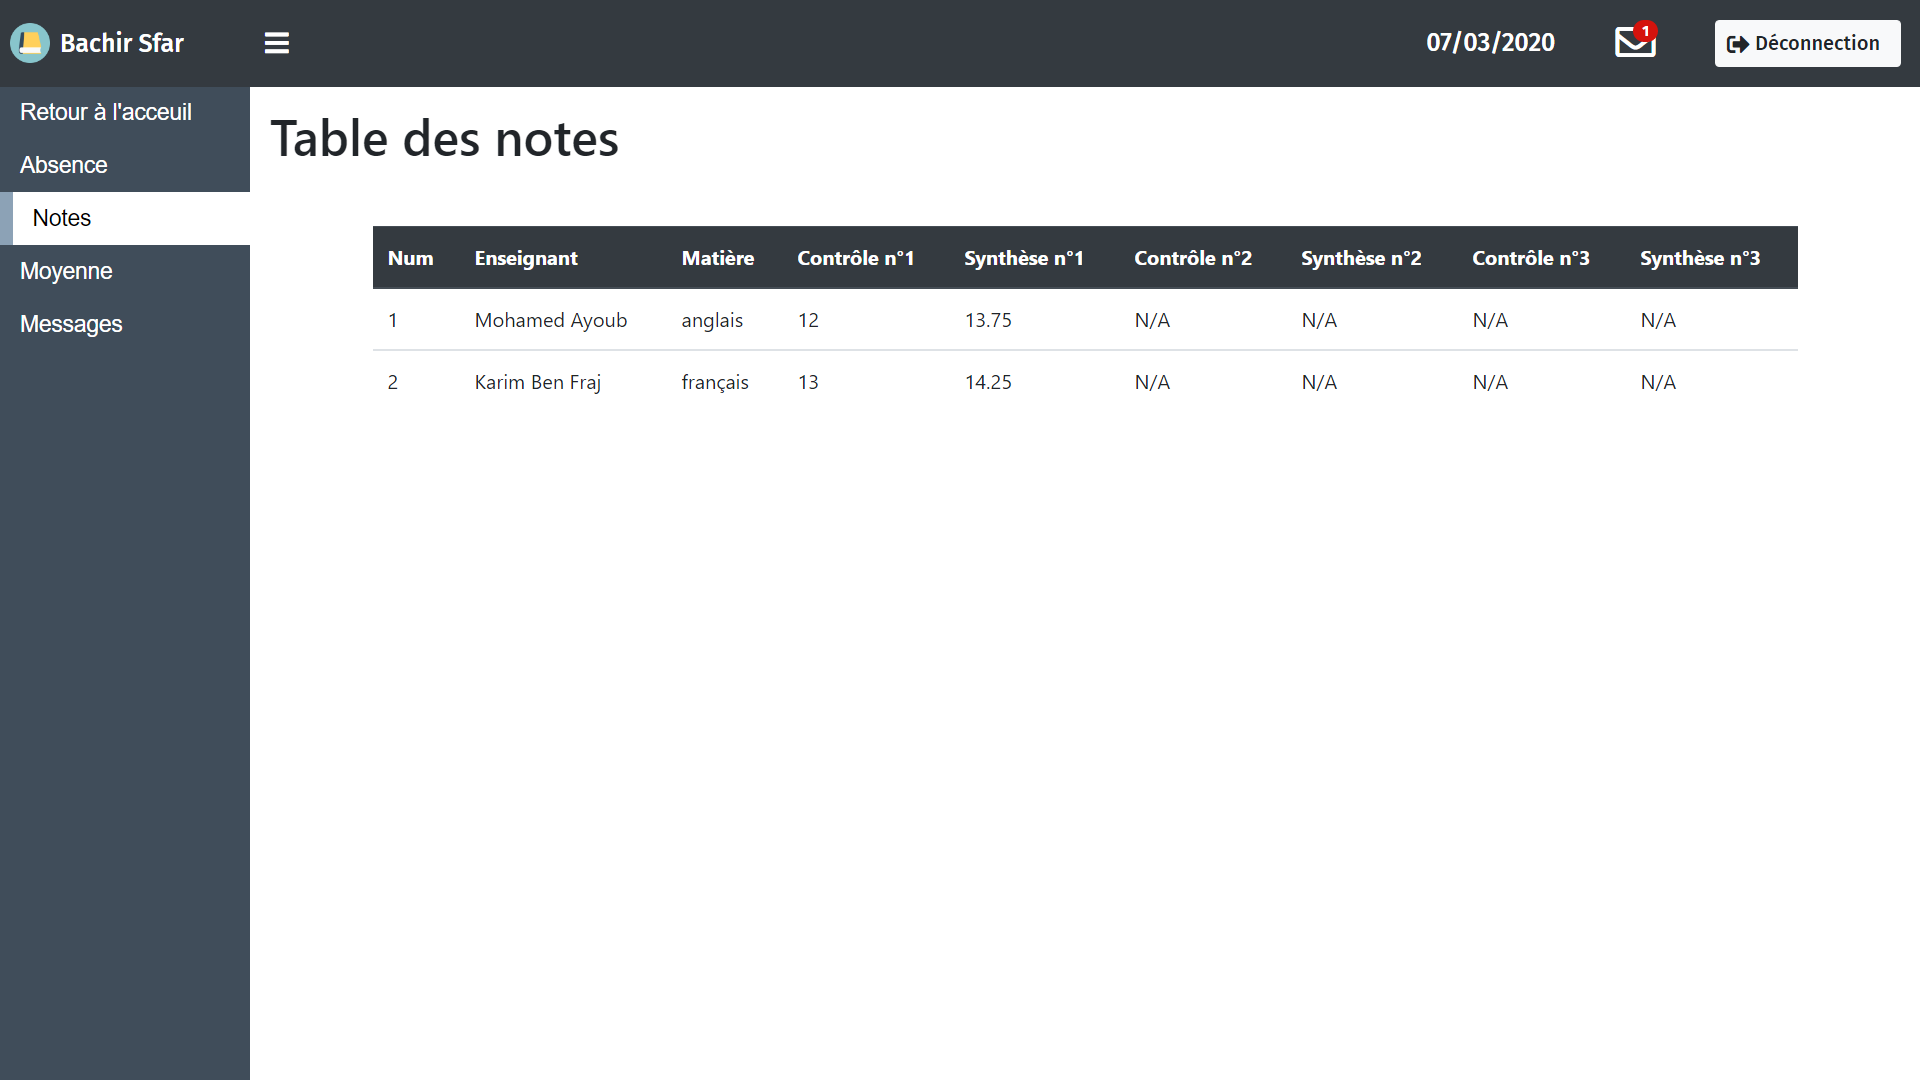 Bachir Sfar
07/03/2020
1
Déconnection
Retour à l'acceuil
Absence
Notes
Moyenne
Messages
Table des notes
Num Enseignant Matière Contrôle n°1 Synthèse n°1 Contrôle n°2 Synthèse n°2 Contrôle n°3 Synthèse n°3
1 Mohamed Ayoub anglais 12 13.75 N/A N/A N/A N/A
2 Karim Ben Fraj français 13 14.25 N/A N/A N/A N/A